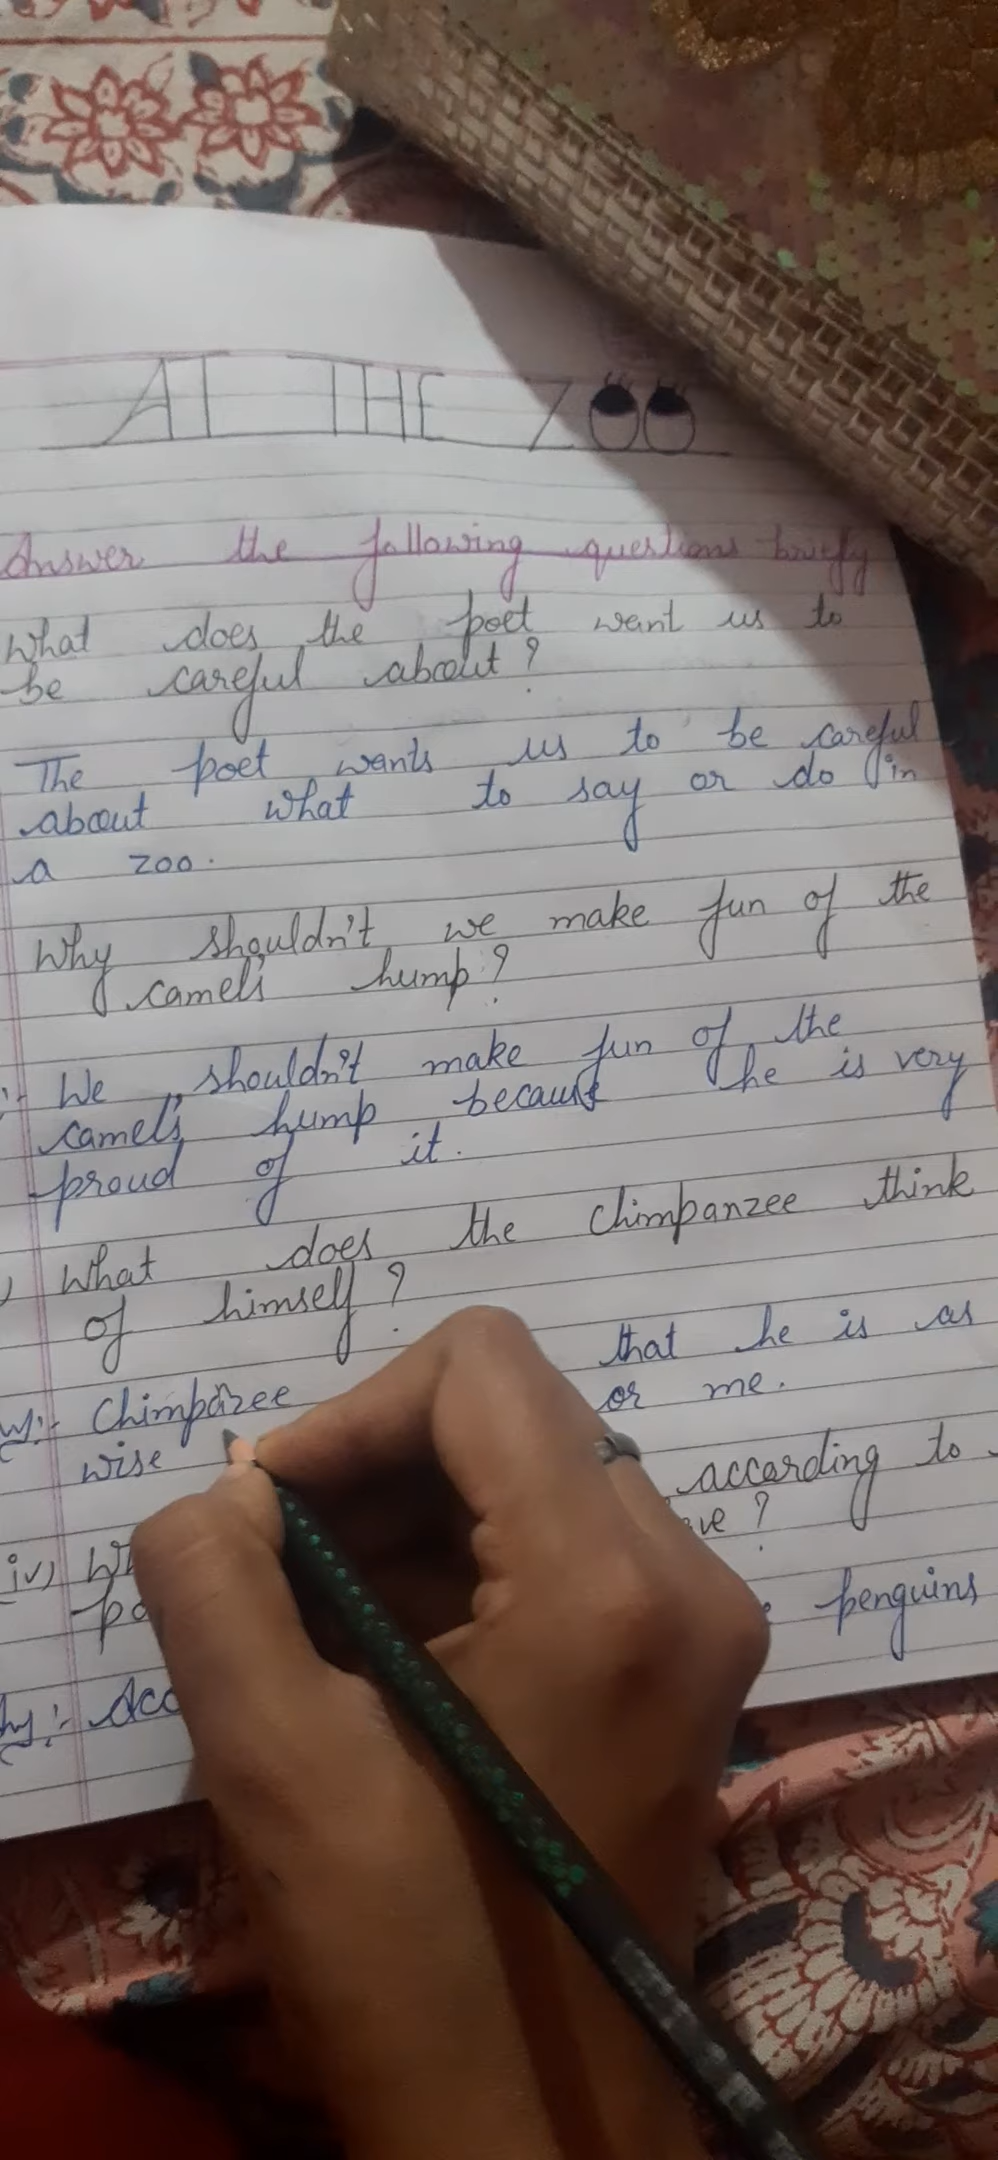 AT THE ZOO
Answer the following questions briefly
What does the poet want us to
be careful about?
The poet wants us to be careful
about what to say or do in
a zoo.
Why shouldn't we make fun of the
camel's hump?
:- We shouldn't make fun of the
camel's hump because he is very
proud of it.
) What does the chimpanzee think
of himself?
:- Chimpazee that he is as
wise or me.
iv) according to
?
:- penguins